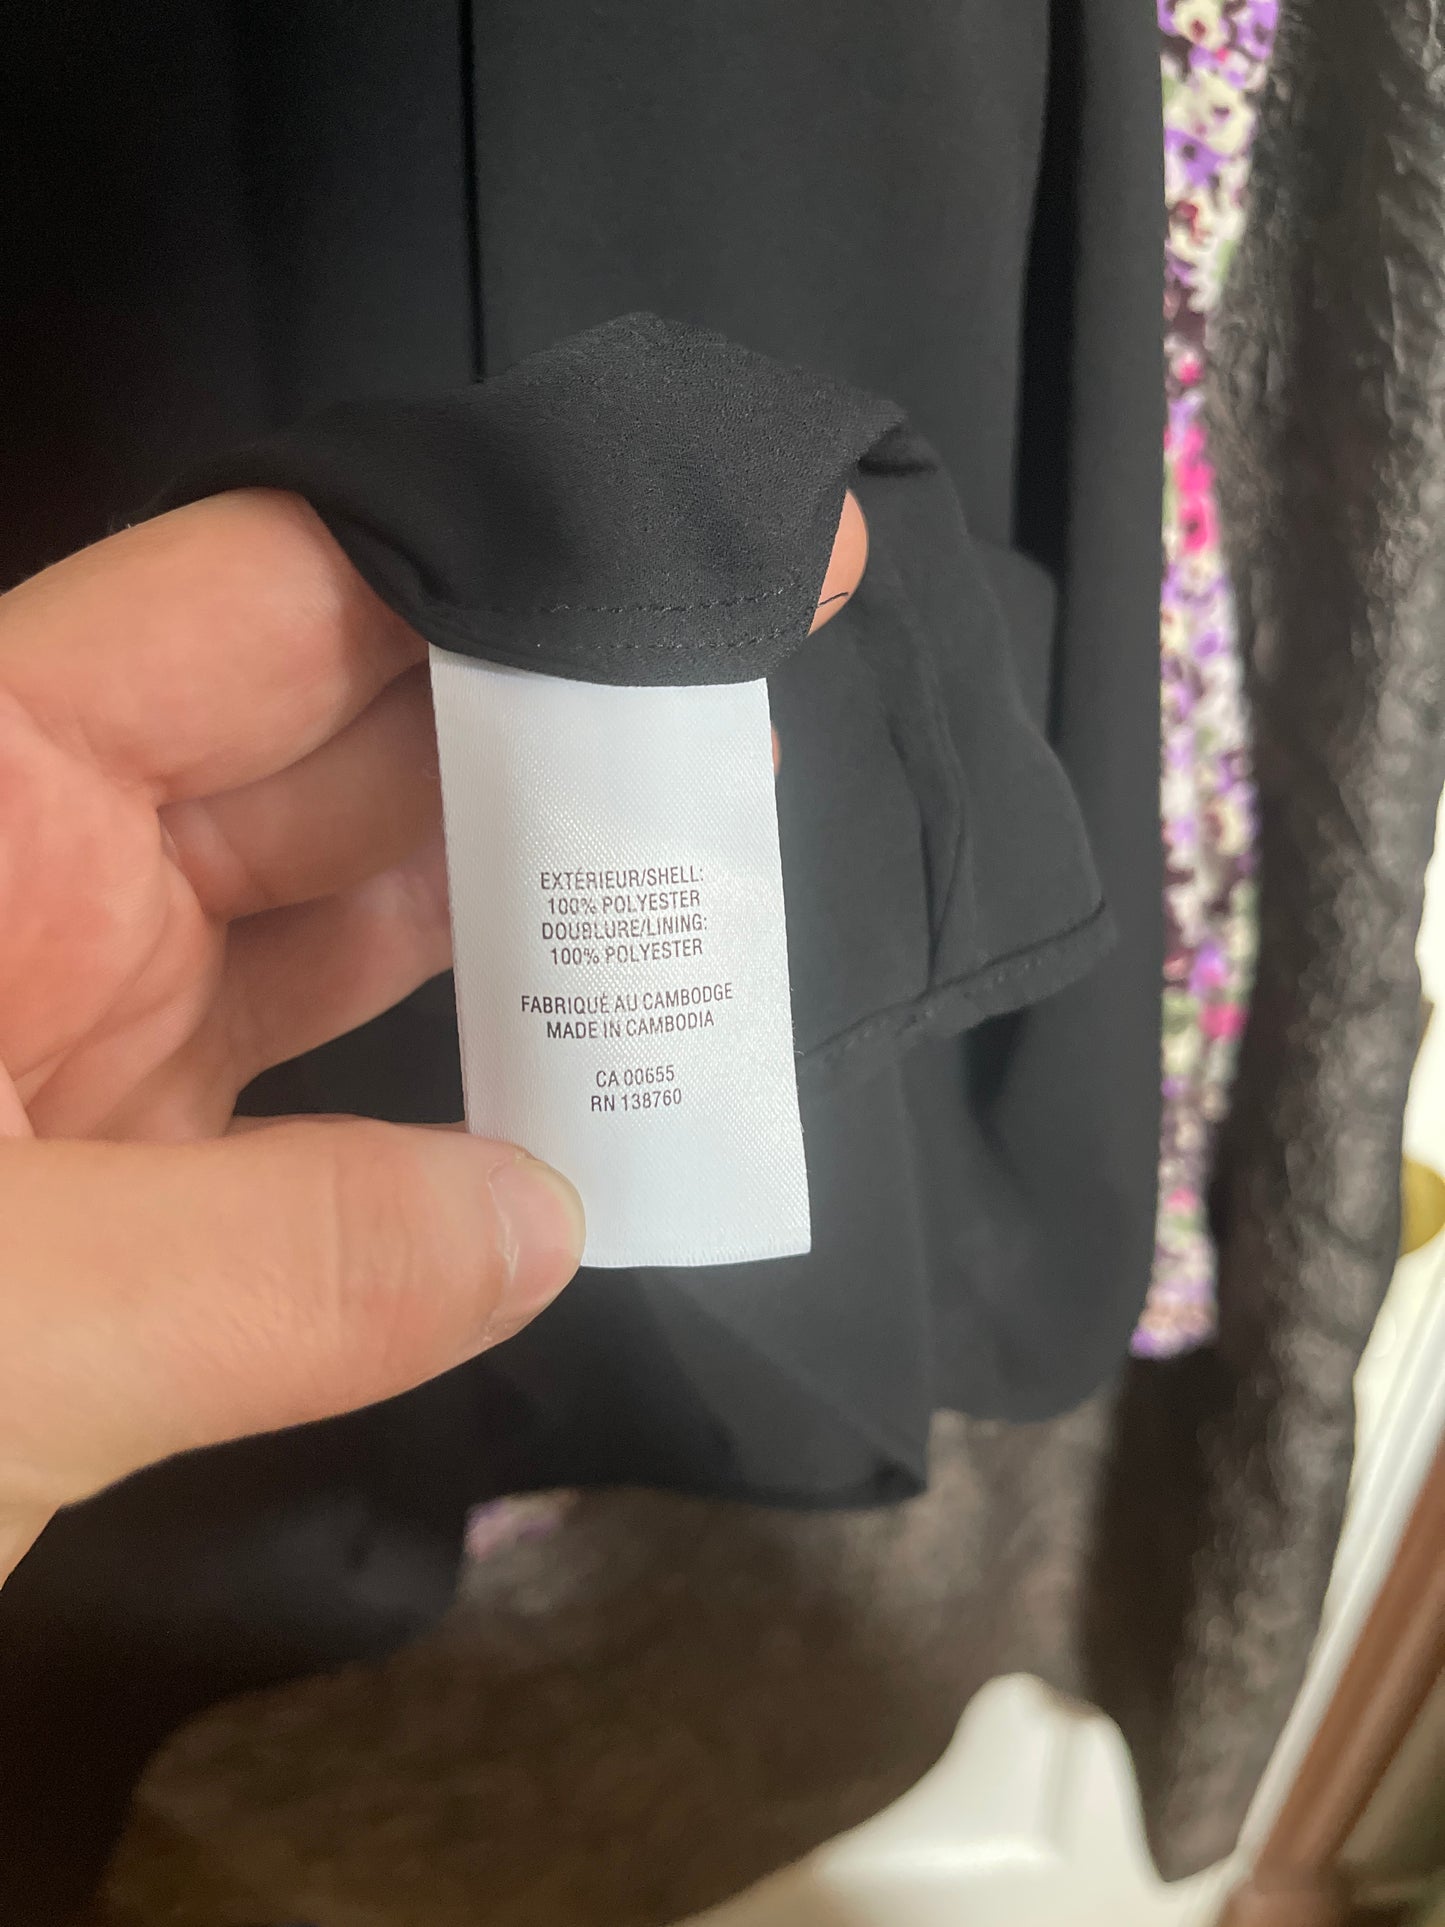 EXTÉRIEUR/SHELL:
100% POLYESTER
DOUBLURE/LINING:
100% POLYESTER
FABRIQUÉ AU CAMBODGE
MADE IN CAMBODIA
CA 00655
RN 138760